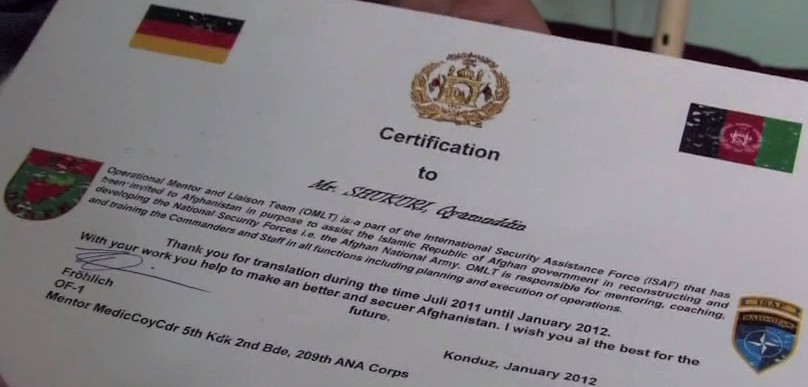 Certification
to
Mr. SHUKURI, Qyamuddin
Operational Mentor and Liaison Team (OMLT) is a part of the International Security Assistance Force (ISAF) that has
been invited to Afghanistan in purpose to assist the Islamic Republic of Afghan government in reconstructing and
developing the National Security Forces i.e. the Afghan National Army. OMLT is responsible for mentoring, coaching,
and training the Commanders and Staff in all functions including planning and execution of operations.
Thank you for translation during the time Juli 2011 until January 2012.
With your work you help to make an better and secuer Afghanistan. I wish you al the best for the
future.
Fröhlich
OF-1
Mentor MedicCoyCdr 5th Kdk 2nd Bde, 209th ANA Corps
Konduz, January 2012
ISAF